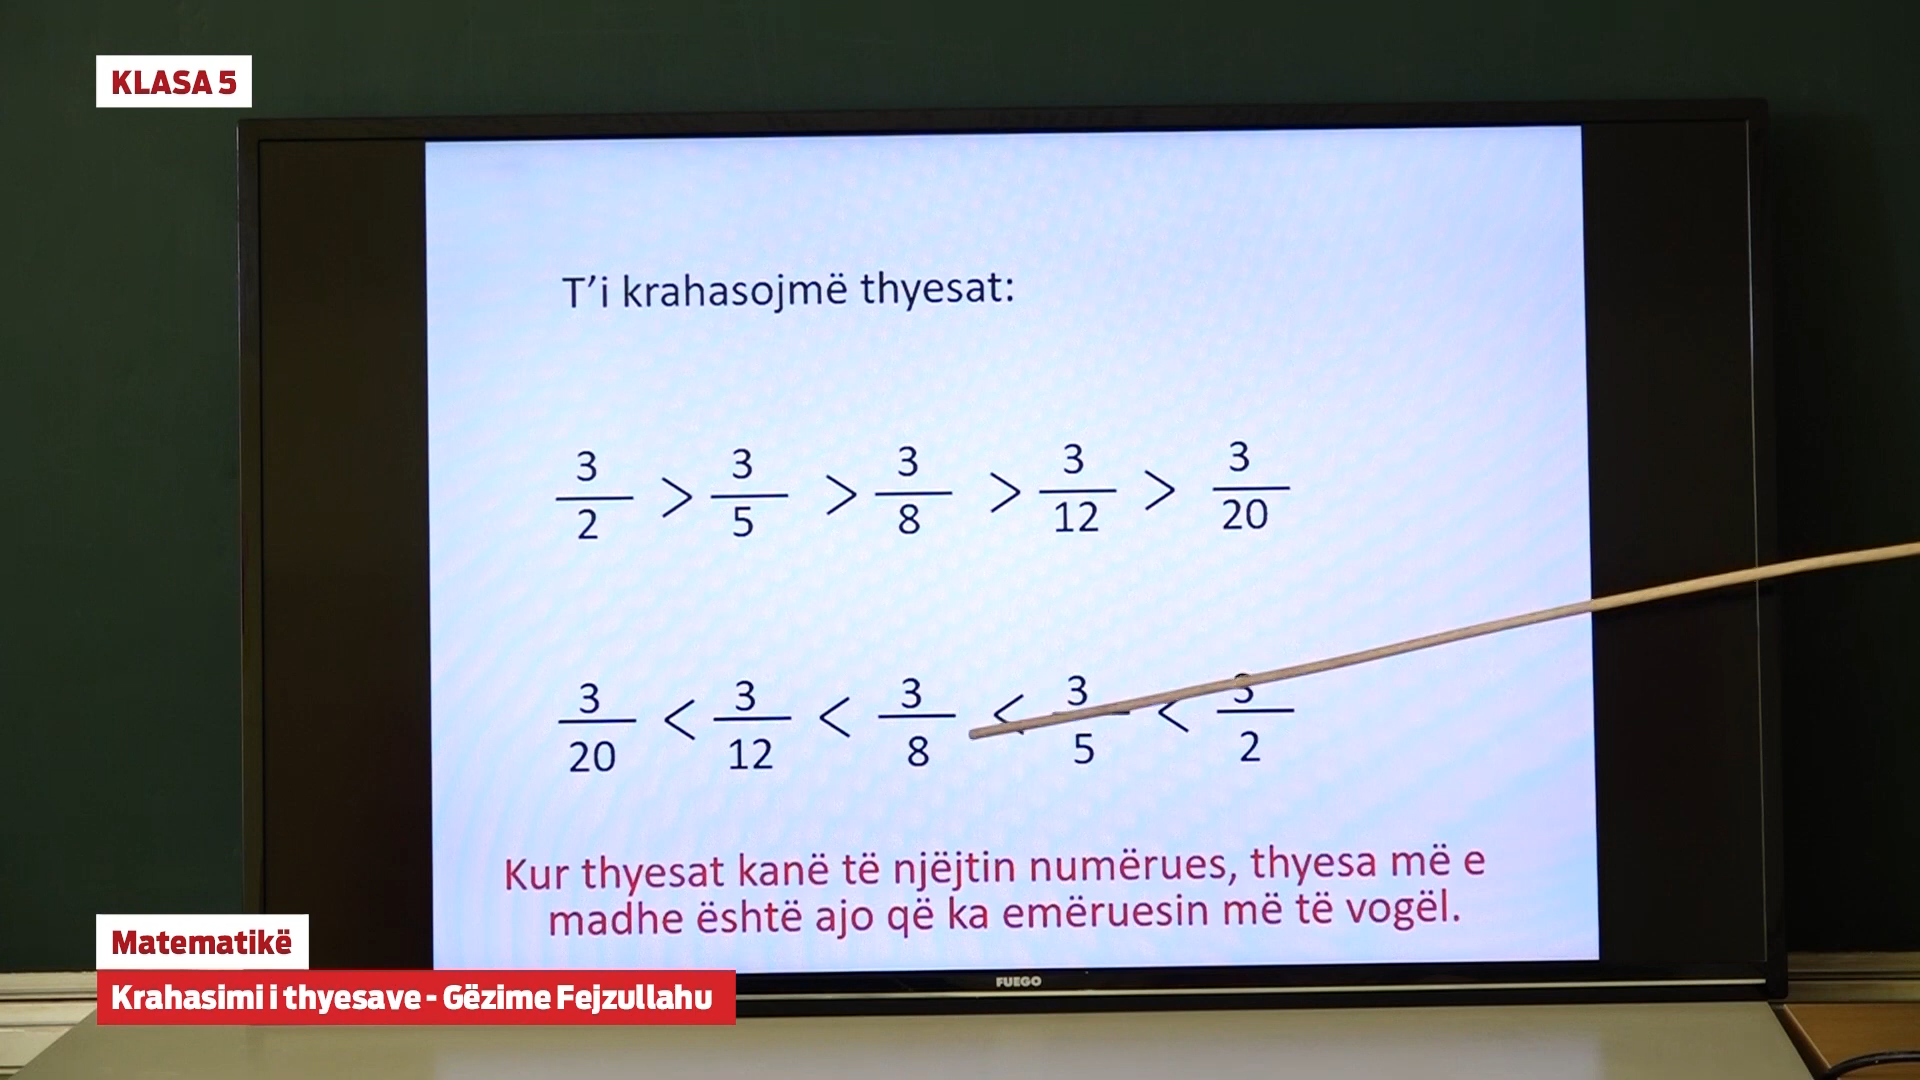 KLASA 5
T’i krahasojmë thyesat:
3/2 > 3/5 > 3/8 > 3/12 > 3/20
3/20 < 3/12 < 3/8 < 3/5 < 3/2
Kur thyesat kanë të njëjtin numërues, thyesa më e
madhe është ajo që ka emëruesin më të vogël.
FUEGO
Matematikë
Krahasimi i thyesave - Gëzime Fejzullahu